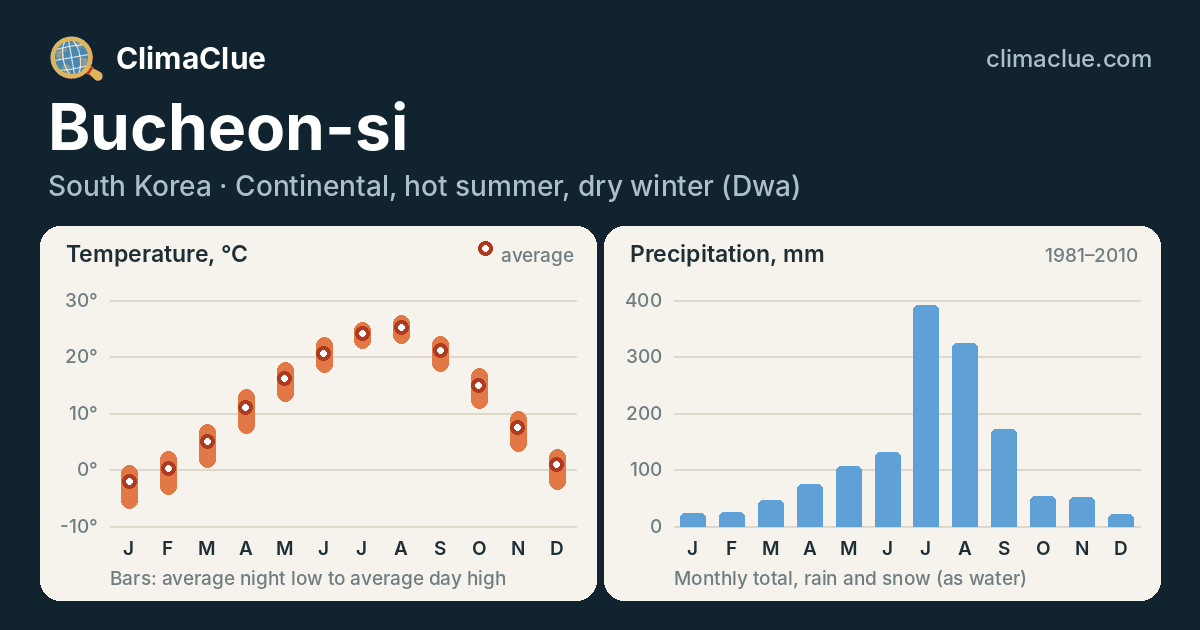 ClimaClue
climaclue.com
Bucheon-si
South Korea · Continental, hot summer, dry winter (Dwa)
Temperature, °C
average
30°
20°
10°
0°
-10°
J F M A M J J A S O N D
Bars: average night low to average day high
Precipitation, mm
1981–2010
400
300
200
100
0
J F M A M J J A S O N D
Monthly total, rain and snow (as water)